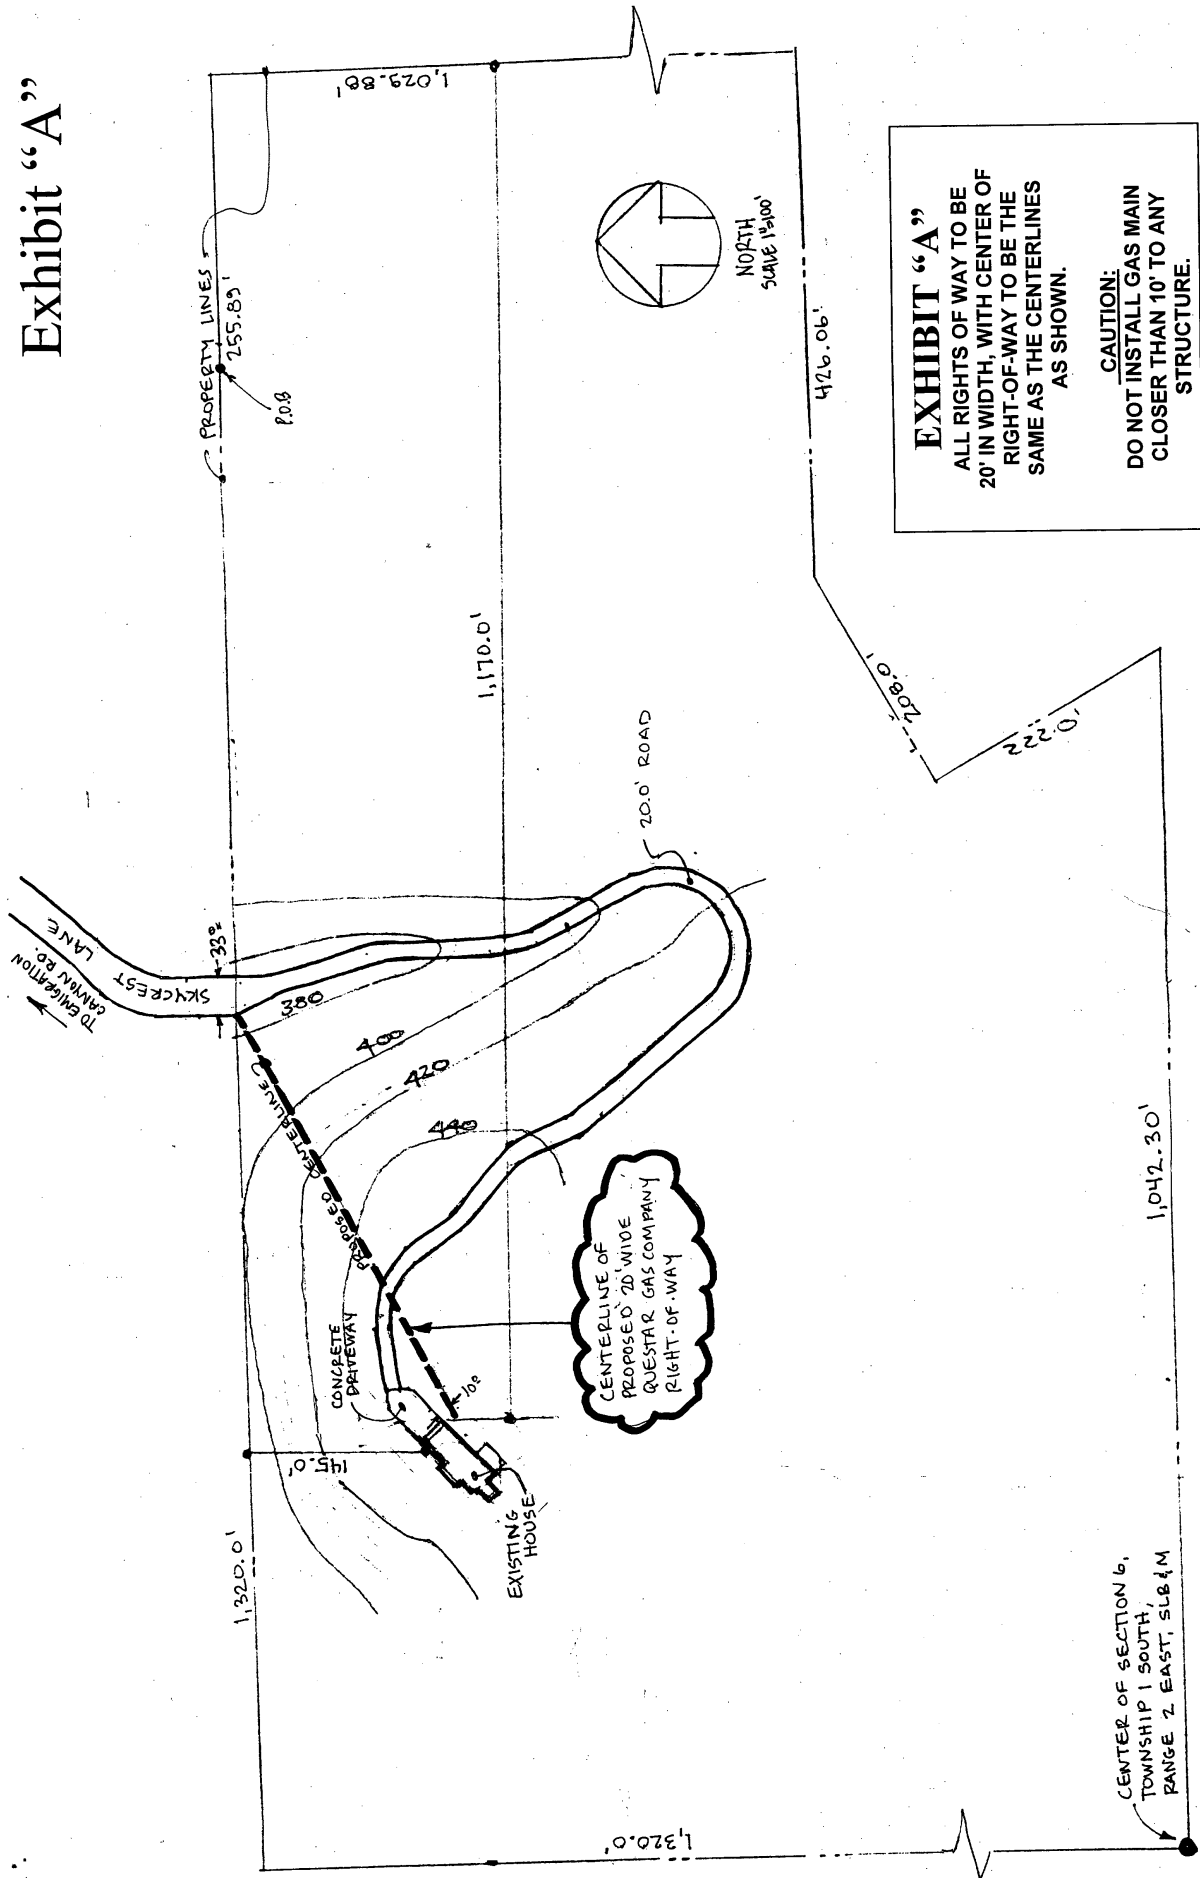 Exhibit “A”
PROPERTY LINES
255.89'
P.O.B
1,029.88'
NORTH
SCALE 1"=100'
426.06'
EXHIBIT “A”
ALL RIGHTS OF WAY TO BE
20' IN WIDTH, WITH CENTER OF
RIGHT-OF-WAY TO BE THE
SAME AS THE CENTERLINES
AS SHOWN.
CAUTION:
DO NOT INSTALL GAS MAIN
CLOSER THAN 10' TO ANY
STRUCTURE.
1,170.0'
208.0'
222.0'
20.0' ROAD
TO EMIGRATION
CANYON RD.
SKYCREST LANE
33º
380
400
420
440
PROPOSED CENTERLINE
CENTERLINE OF
PROPOSED 20' WIDE
QUESTAR GAS COMPANY
RIGHT-OF-WAY
CONCRETE
DRIVEWAY
10º
145.0'
EXISTING
HOUSE
1,320.0'
1,320.0'
1,042.30'
CENTER OF SECTION 6,
TOWNSHIP 1 SOUTH,
RANGE 2 EAST, SLB&M